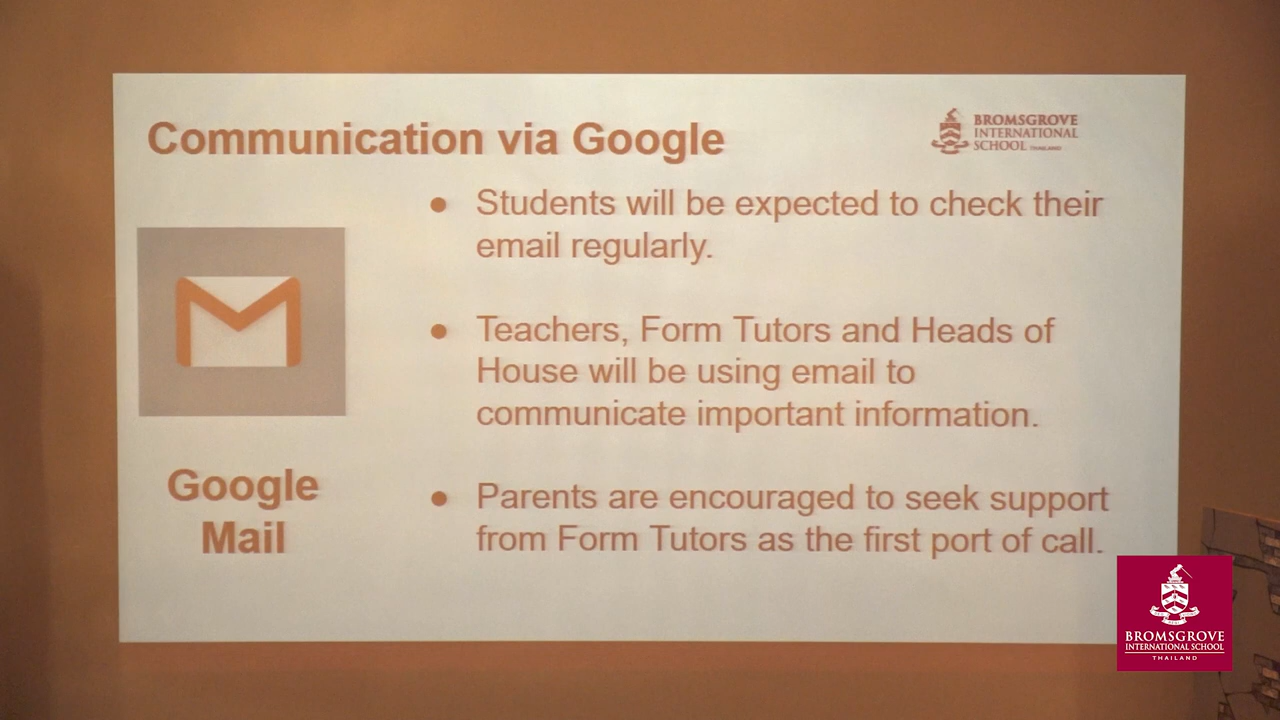 Communication via Google
BROMSGROVE
INTERNATIONAL
SCHOOL THAILAND
● Students will be expected to check their
email regularly.
● Teachers, Form Tutors and Heads of
House will be using email to
communicate important information.
Google
Mail
● Parents are encouraged to seek support
from Form Tutors as the first port of call.
BROMSGROVE
INTERNATIONAL SCHOOL
THAILAND